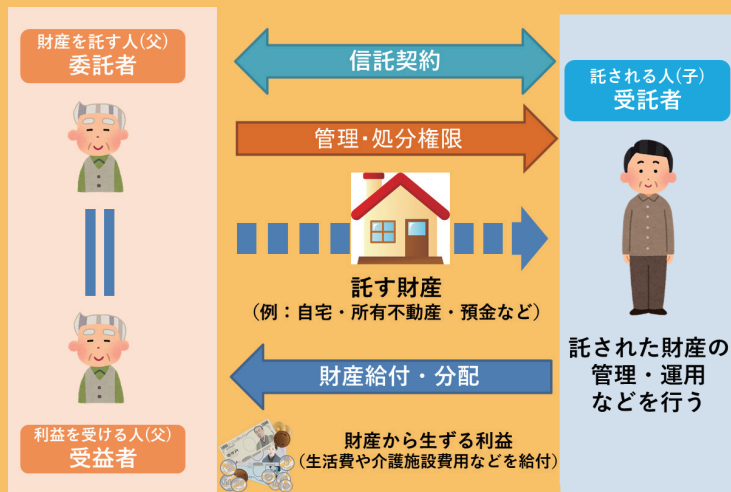 財産を託す人(父)
委託者
信託契約
託される人(子)
受託者
管理・処分権限
託す財産
(例：自宅・所有不動産・預金など)
託された財産の
管理・運用
などを行う
財産給付・分配
利益を受ける人(父)
受益者
財産から生ずる利益
(生活費や介護施設費用などを給付)